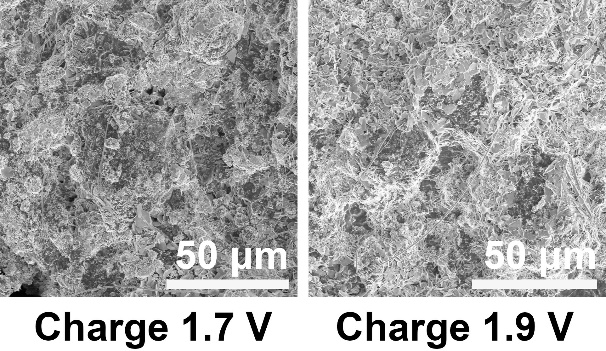 50 μm
50 μm
Charge 1.7 V
Charge 1.9 V